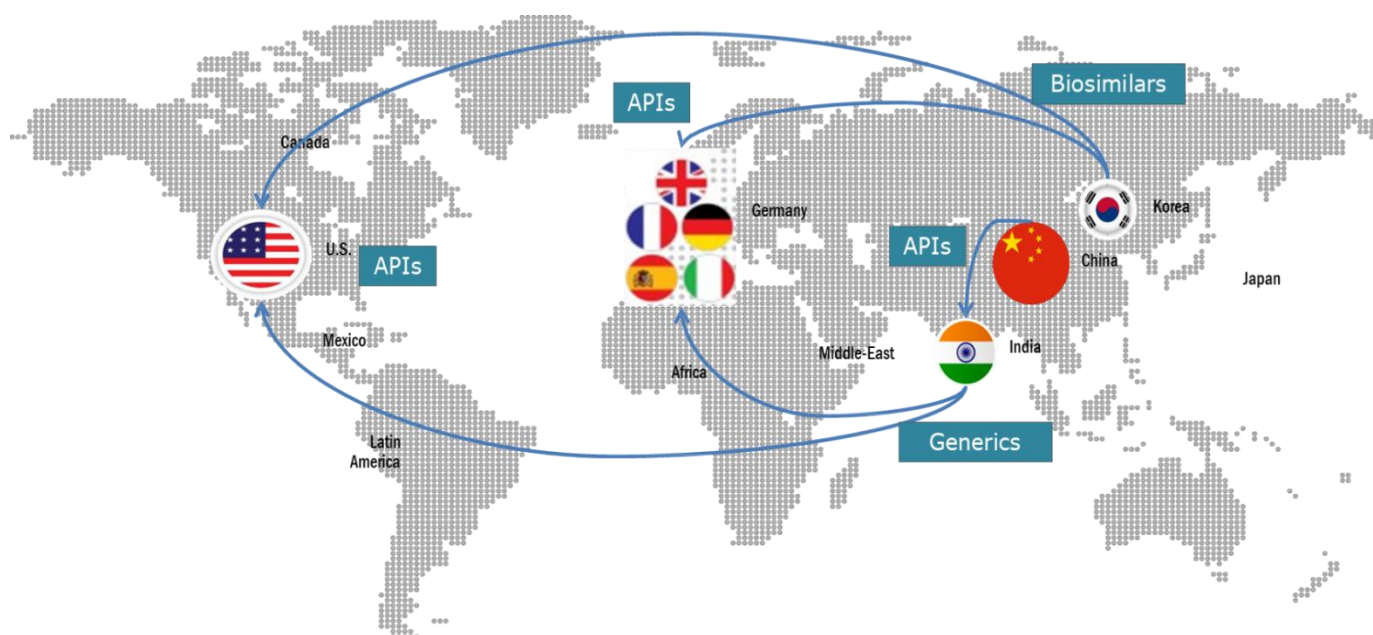 Biosimilars
APIs
Canada
Korea
Germany
U.S.
APIs
APIs
China
Japan
Mexico
Middle-East
India
Africa
Generics
Latin
America